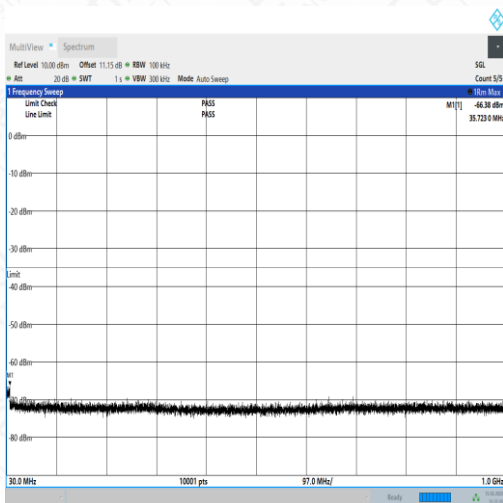 MultiView Spectrum
Ref Level 10.00 dBm Offset 11.15 dB RBW 100 kHz SGL
Att 20 dB SWT 1 s VBW 300 kHz Mode Auto Sweep Count 5/5
1 Frequency Sweep 1Rm Max
Limit Check PASS M1[1] -66.38 dBm
Line Limit PASS 35.723 0 MHz
0 dBm
-10 dBm
-20 dBm
-30 dBm
Limit
-40 dBm
-50 dBm
-60 dBm
M1
-80 dBm
30.0 MHz 10001 pts 97.0 MHz/ 1.0 GHz
Ready